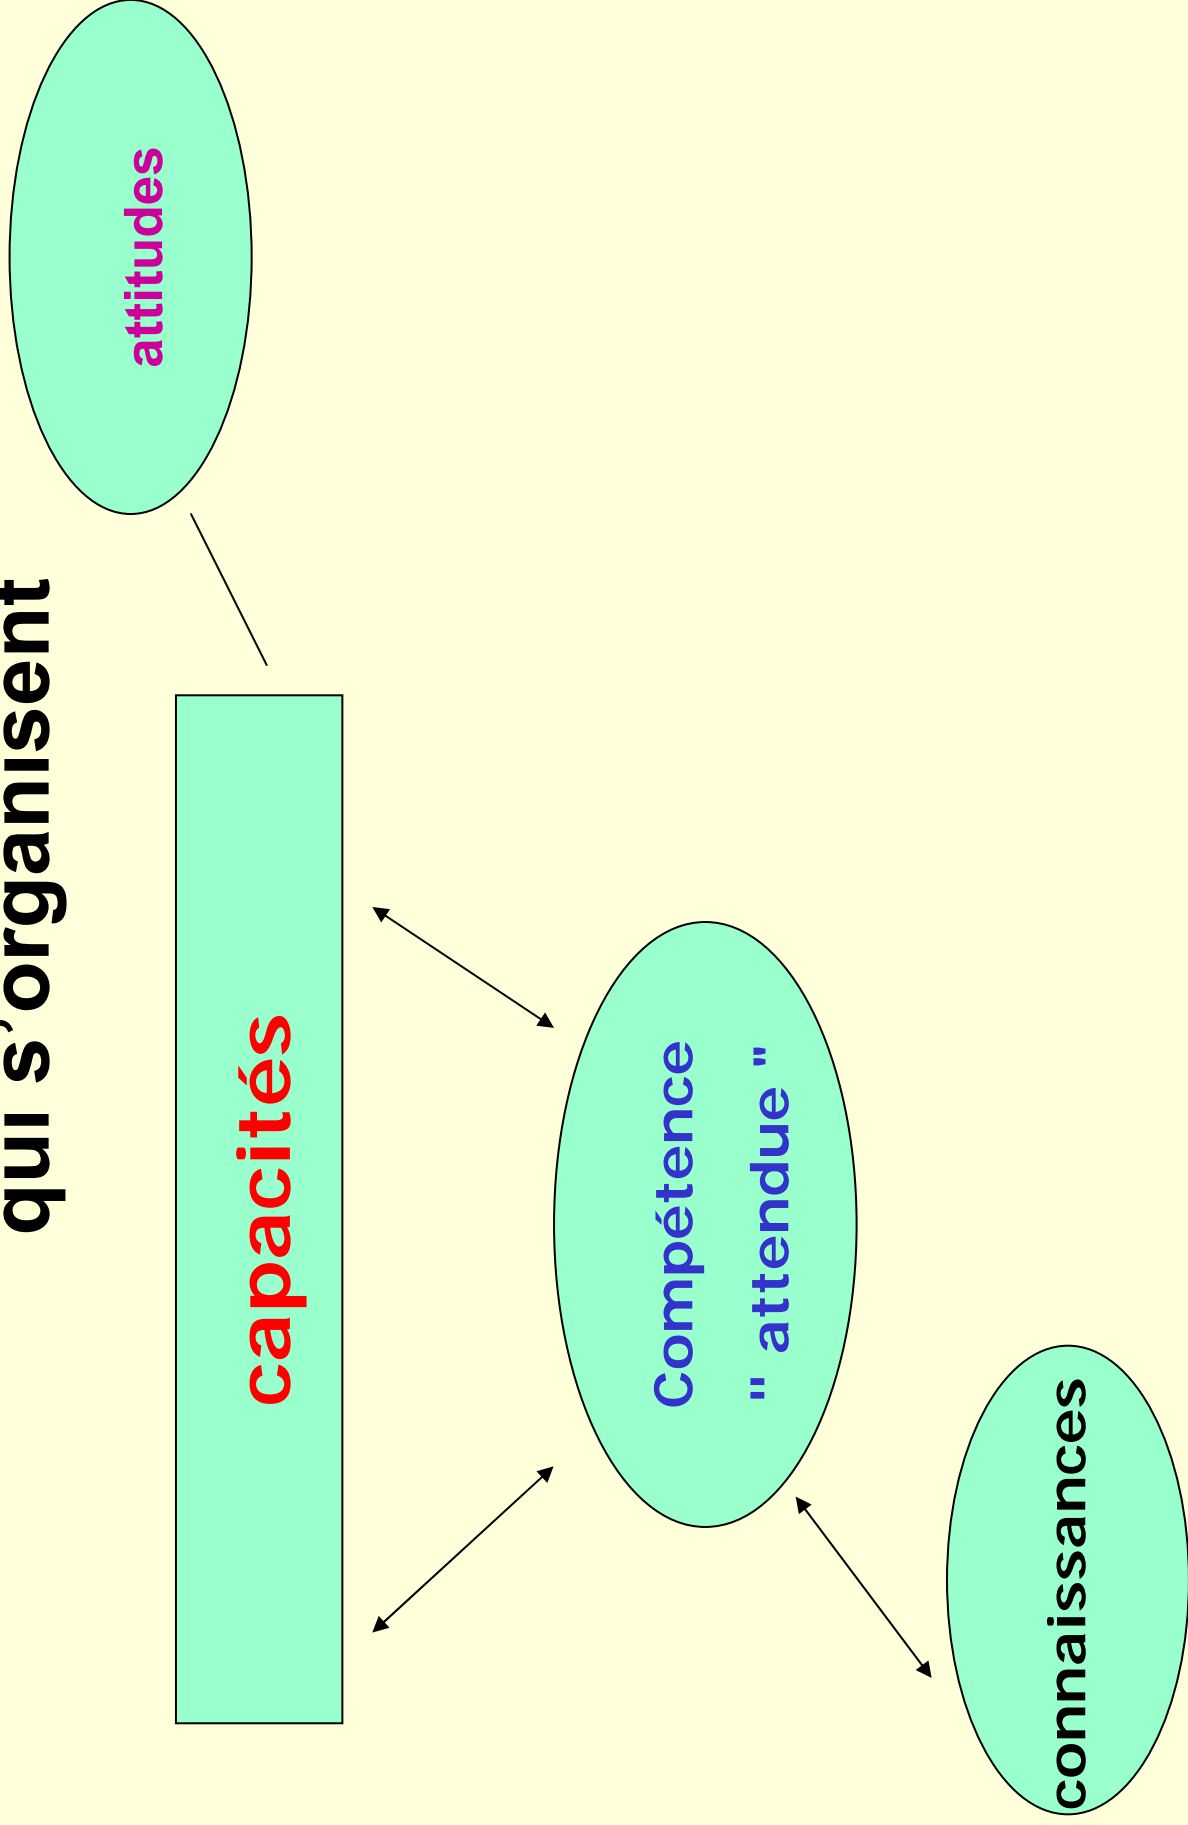 qui s’organisent
attitudes
capacités
Compétence
" attendue "
connaissances